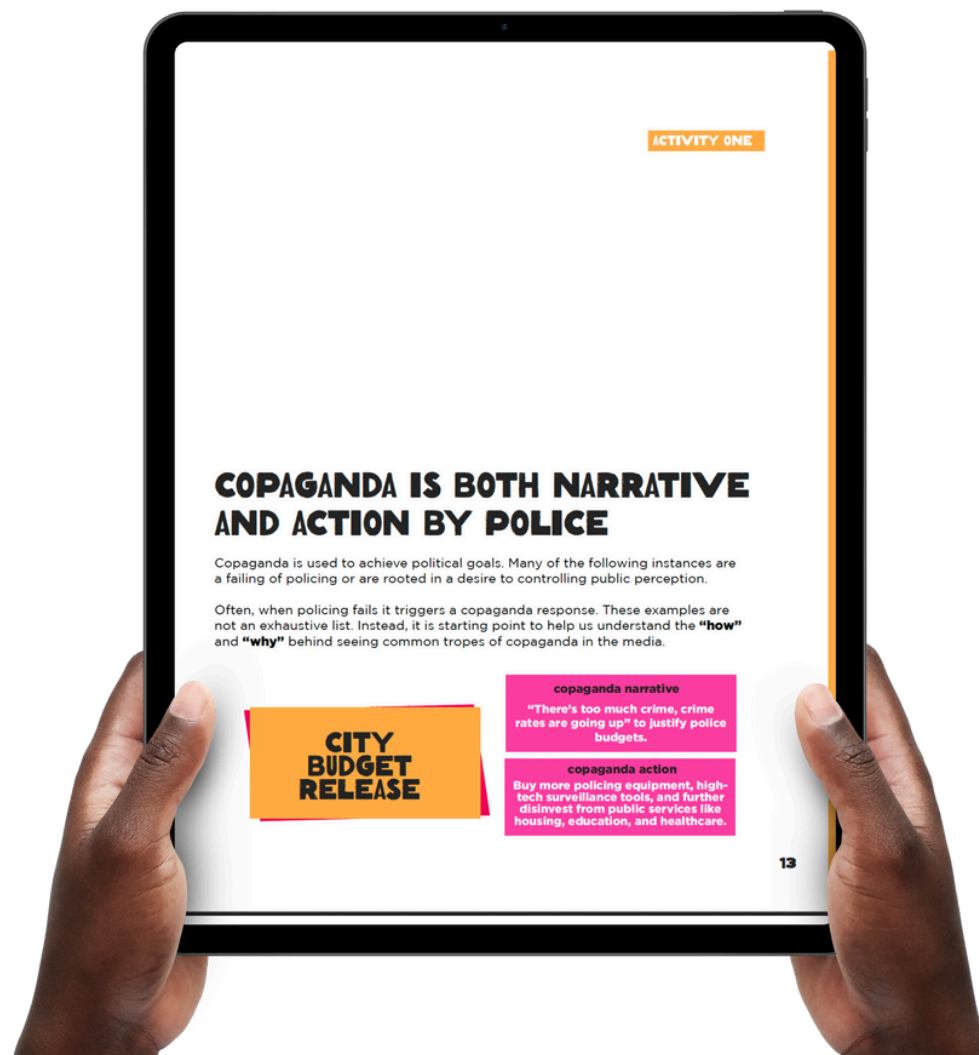 ACTIVITY ONE
COPAGANDA IS BOTH NARRATIVE
AND ACTION BY POLICE
Copaganda is used to achieve political goals. Many of the following instances are
a failing of policing or are rooted in a desire to controlling public perception.
Often, when policing fails it triggers a copaganda response. These examples are
not an exhaustive list. Instead, it is starting point to help us understand the “how”
and “why” behind seeing common tropes of copaganda in the media.
CITY
BUDGET
RELEASE
copaganda narrative
“There’s too much crime, crime
rates are going up” to justify police
budgets.
copaganda action
Buy more policing equipment, high-
tech surveillance tools, and further
disinvest from public services like
housing, education, and healthcare.
13